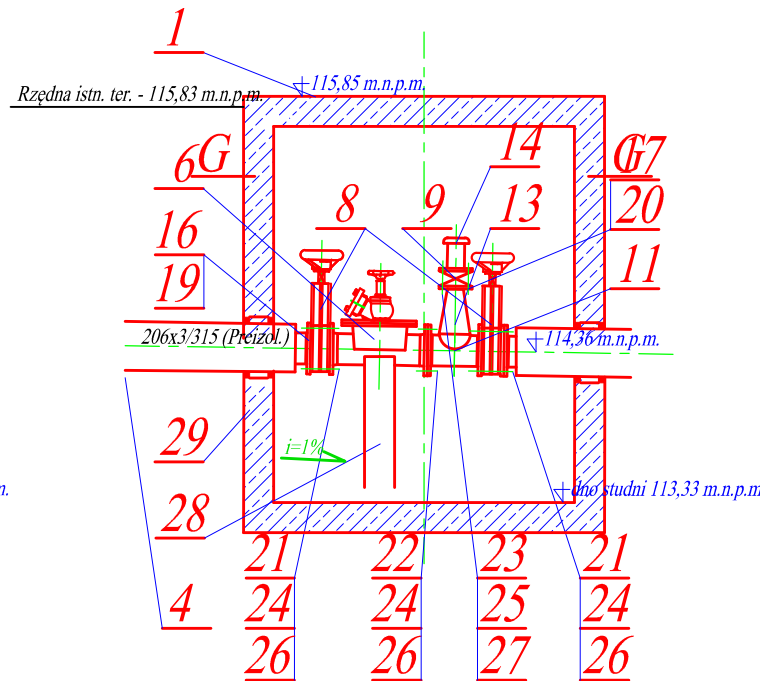 1
115,85 m.n.p.m.
Rzędna istn. ter. - 115,83 m.n.p.m.
6
G
14
G
17
8
9
13
20
16
19
11
206x3/315 (Preizol.)
114,36 m.n.p.m.
29
i=1%
m.
dno studni 113,33 m.n.p.m
28
21
22
23
21
4
24
24
25
24
26
26
27
26